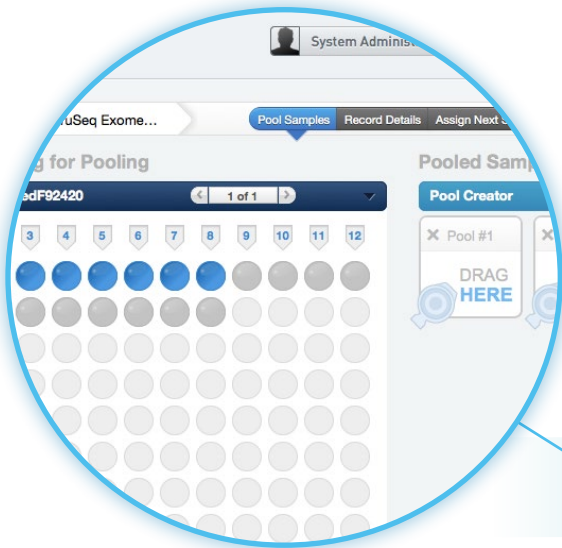 System Administ
ruSeq Exome...
Pool Samples Record Details Assign Next S
g for Pooling
Pooled Samp
edF92420
1 of 1
Pool Creator
3 4 5 6 7 8 9 10 11 12
Pool #1
DRAG
HERE